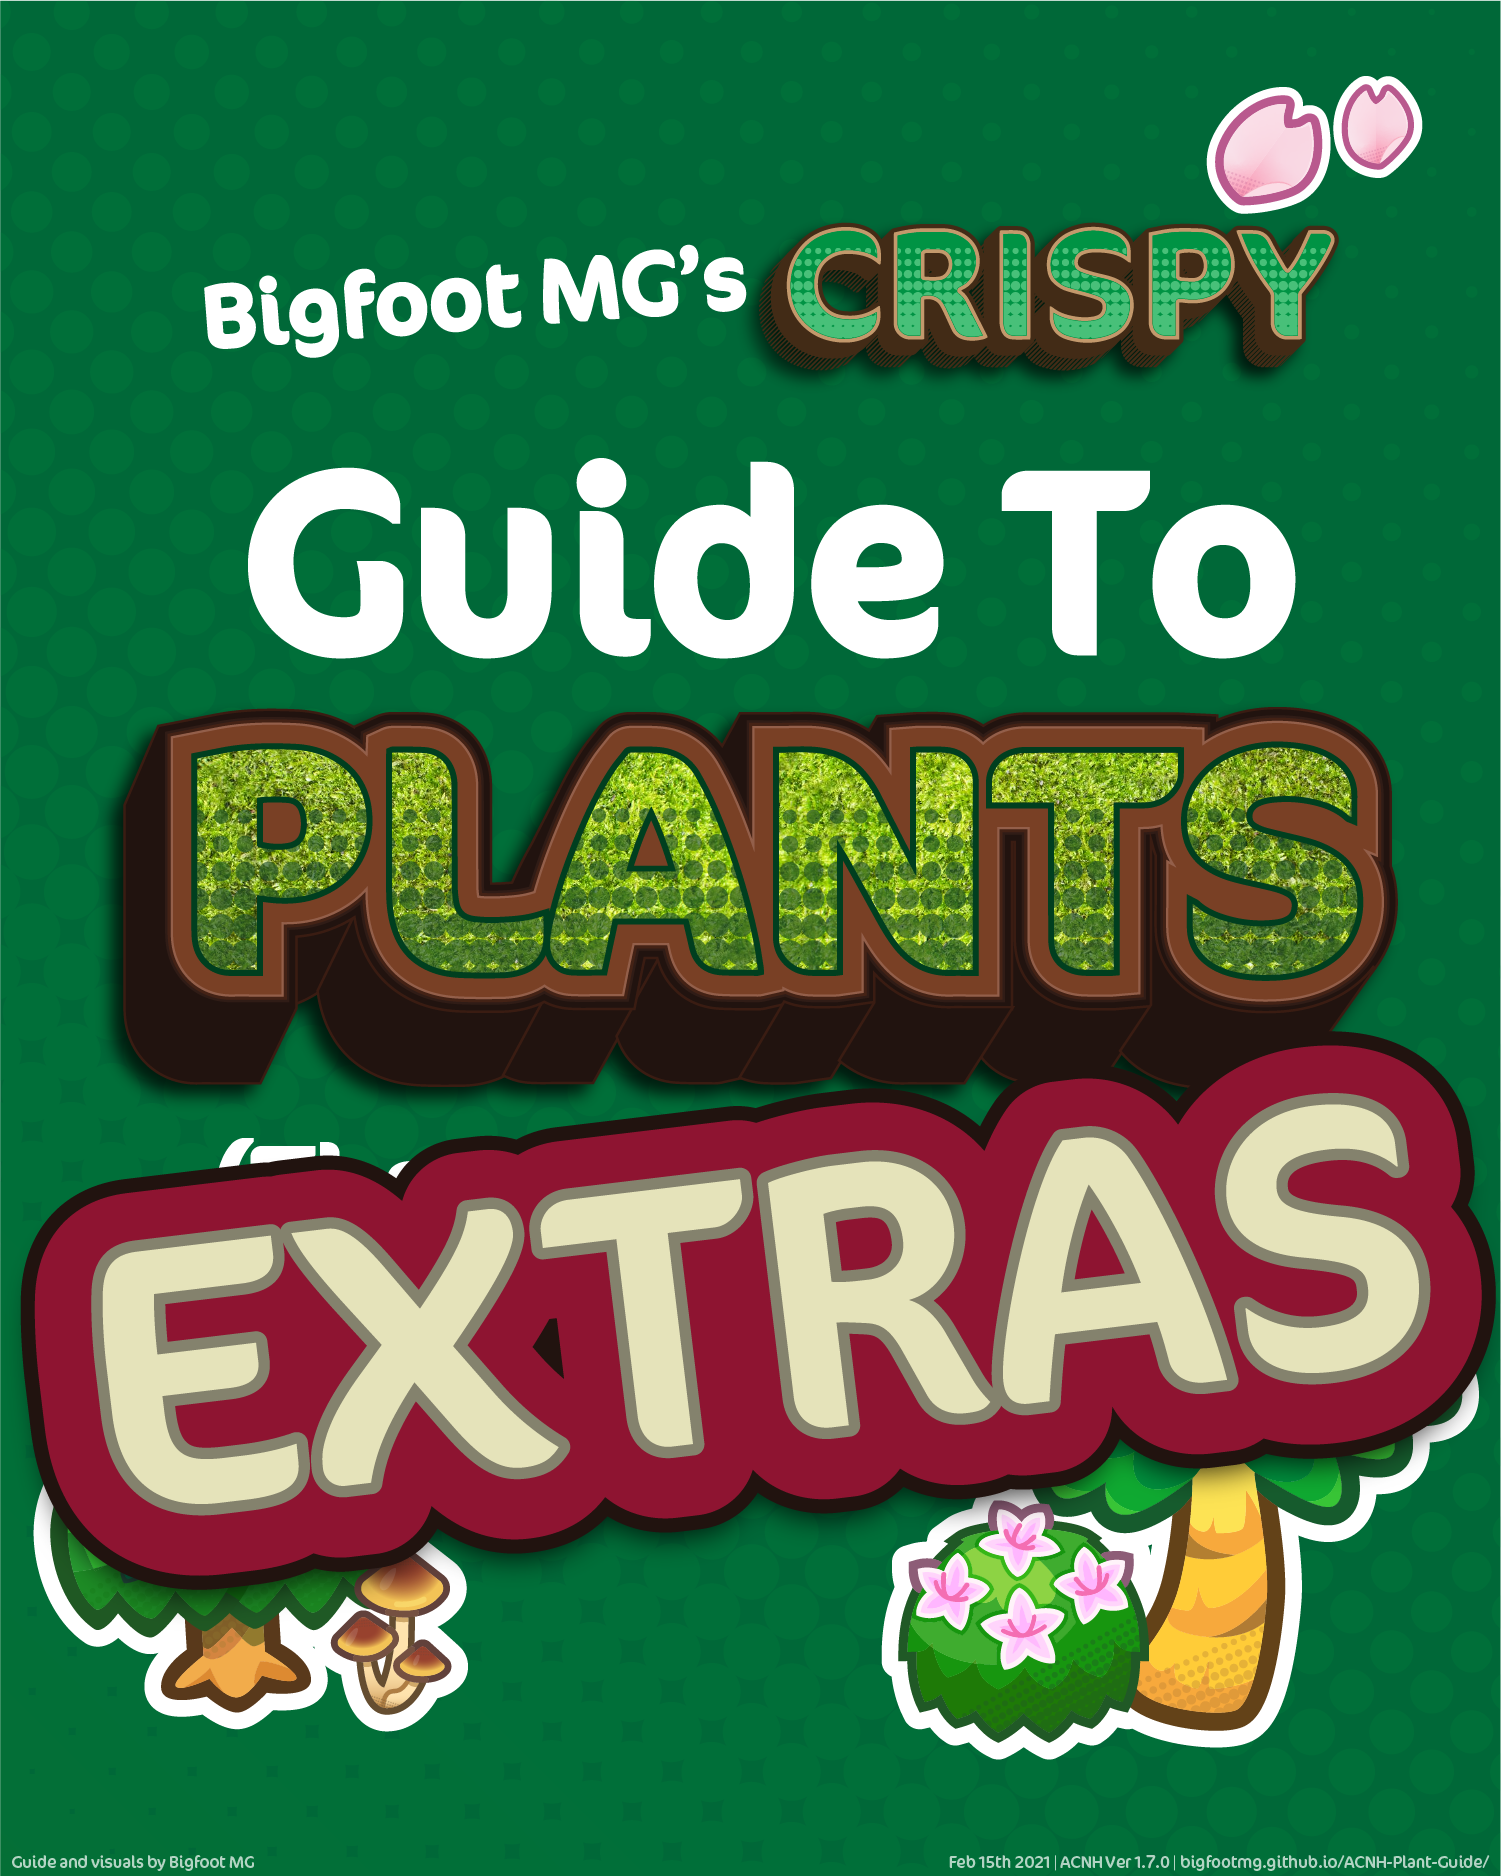 Bigfoot MG's CRISPY
Guide To
PLANTS
EXTRAS
Guide and visuals by Bigfoot MG
Feb 15th 2021 | ACNH Ver 1.7.0 | bigfootmg.github.io/ACNH-Plant-Guide/